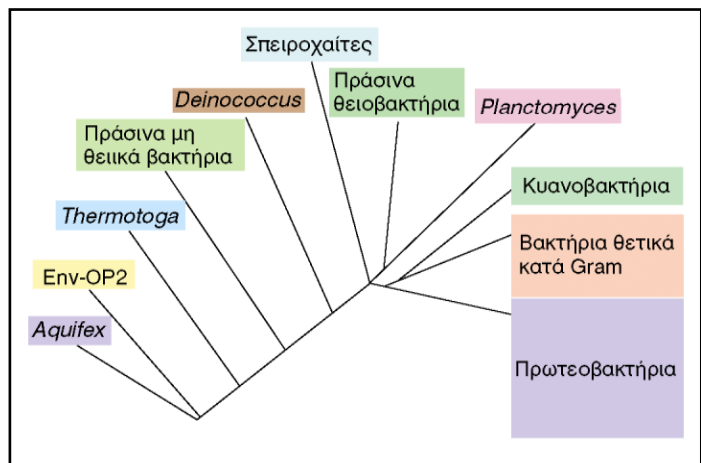 Σπειροχαίτες
Πράσινα
θειοβακτήρια
Deinococcus
Planctomyces
Πράσινα μη
θειικά βακτήρια
Κυανοβακτήρια
Thermotoga
Βακτήρια θετικά
κατά Gram
Env-OP2
Aquifex
Πρωτεοβακτήρια